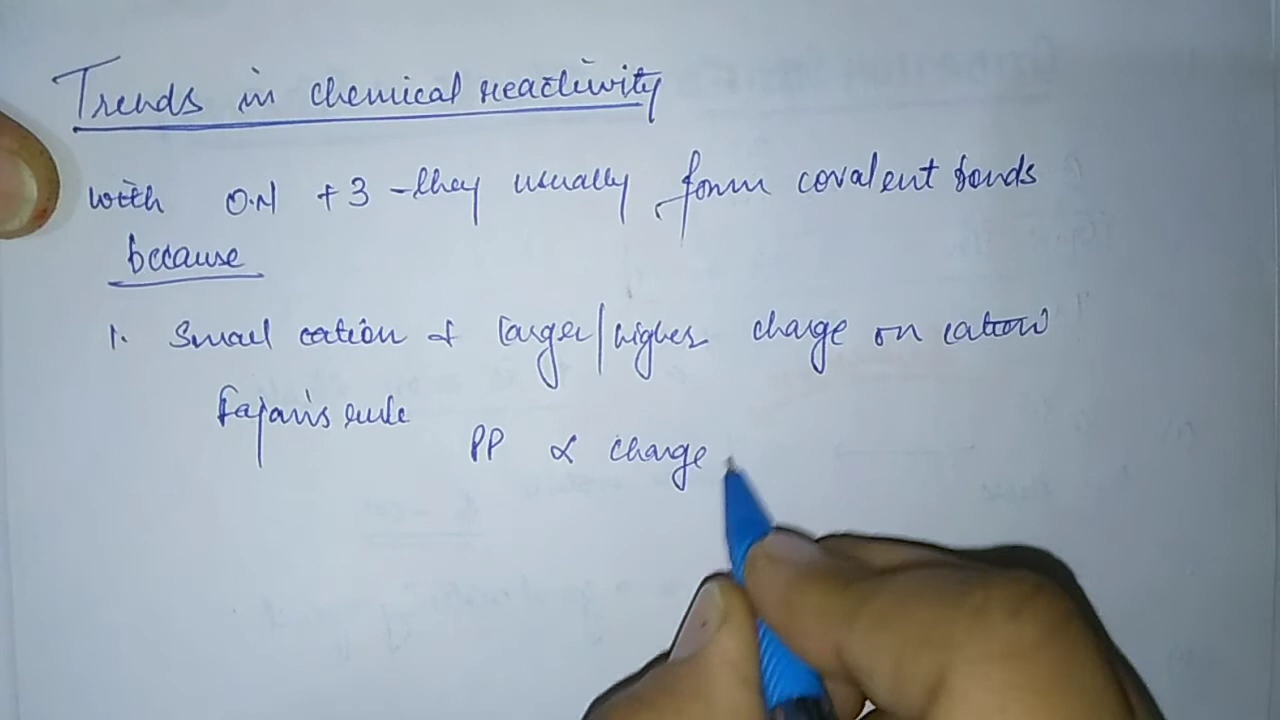 Trends in chemical reactivity
with O.N +3 they usually form covalent bonds
because
1. Small cation & larger/higher charge on cation
Fajan's rule
PP ∝ charge